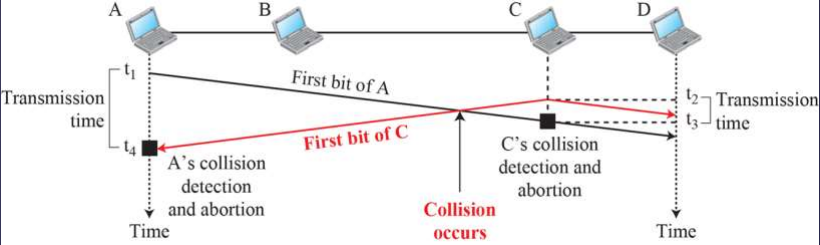 A
B
C
D
t1
First bit of A
Transmission
time
t2
Transmission
t3
time
First bit of C
t4
A's collision
detection
and abortion
C's collision
detection and
abortion
Collision
occurs
Time
Time